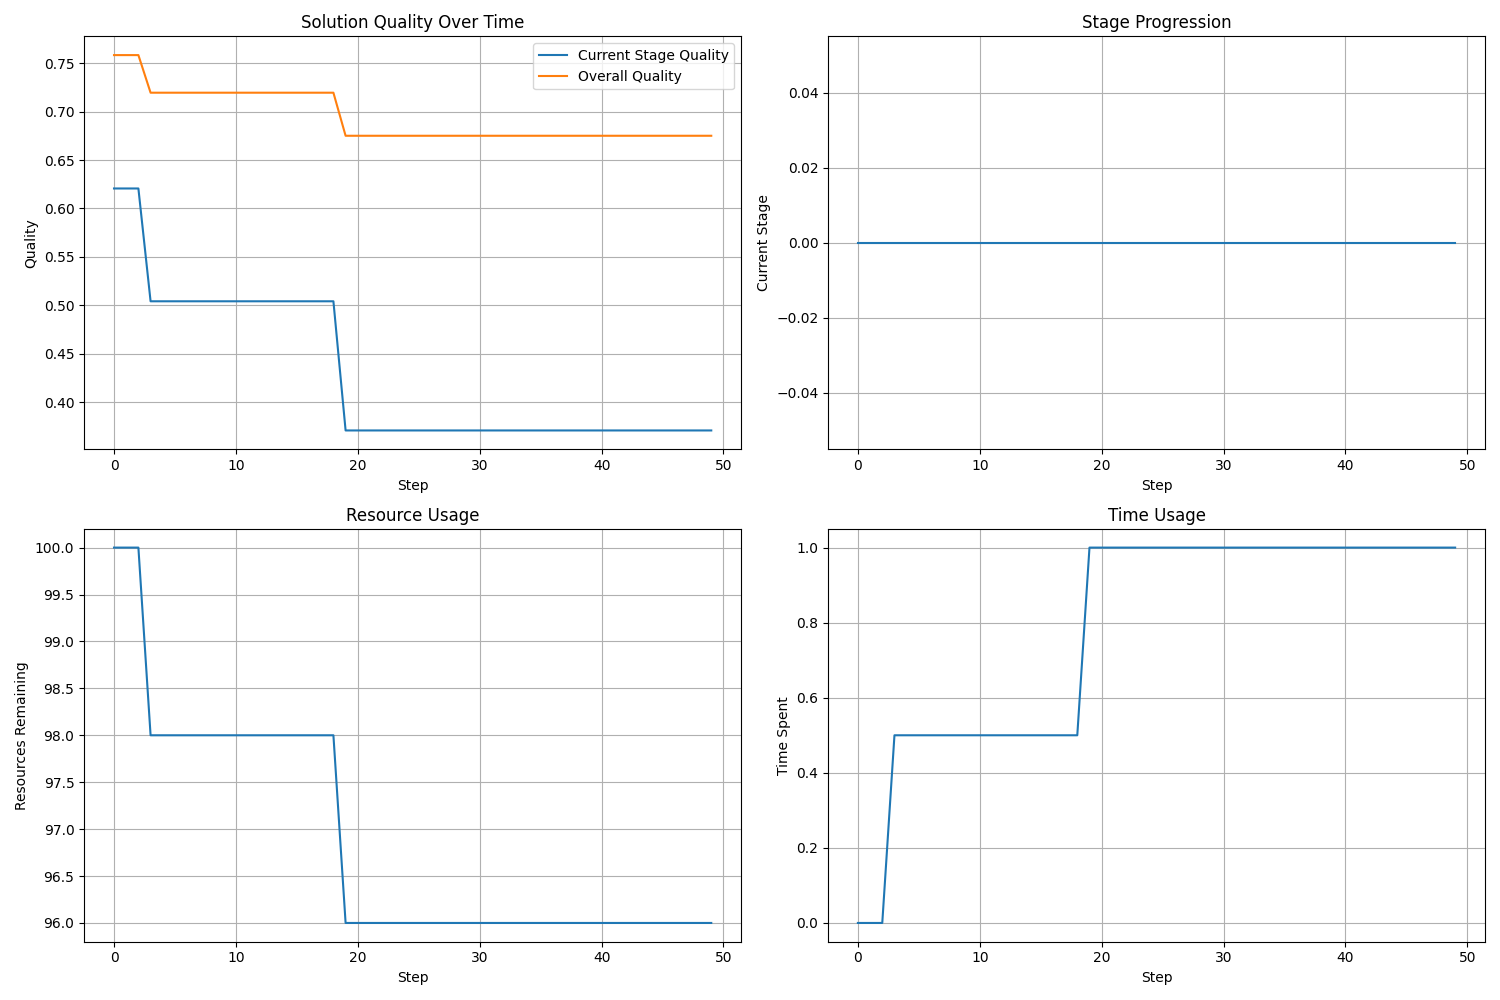 Solution Quality Over Time
Current Stage Quality
Overall Quality
0.75
0.70
0.65
0.60
0.55
0.50
0.45
0.40
Quality
0 10 20 30 40 50
Step
Stage Progression
0.04
0.02
0.00
−0.02
−0.04
Current Stage
0 10 20 30 40 50
Step
Resource Usage
100.0
99.5
99.0
98.5
98.0
97.5
97.0
96.5
96.0
Resources Remaining
0 10 20 30 40 50
Step
Time Usage
1.0
0.8
0.6
0.4
0.2
0.0
Time Spent
0 10 20 30 40 50
Step